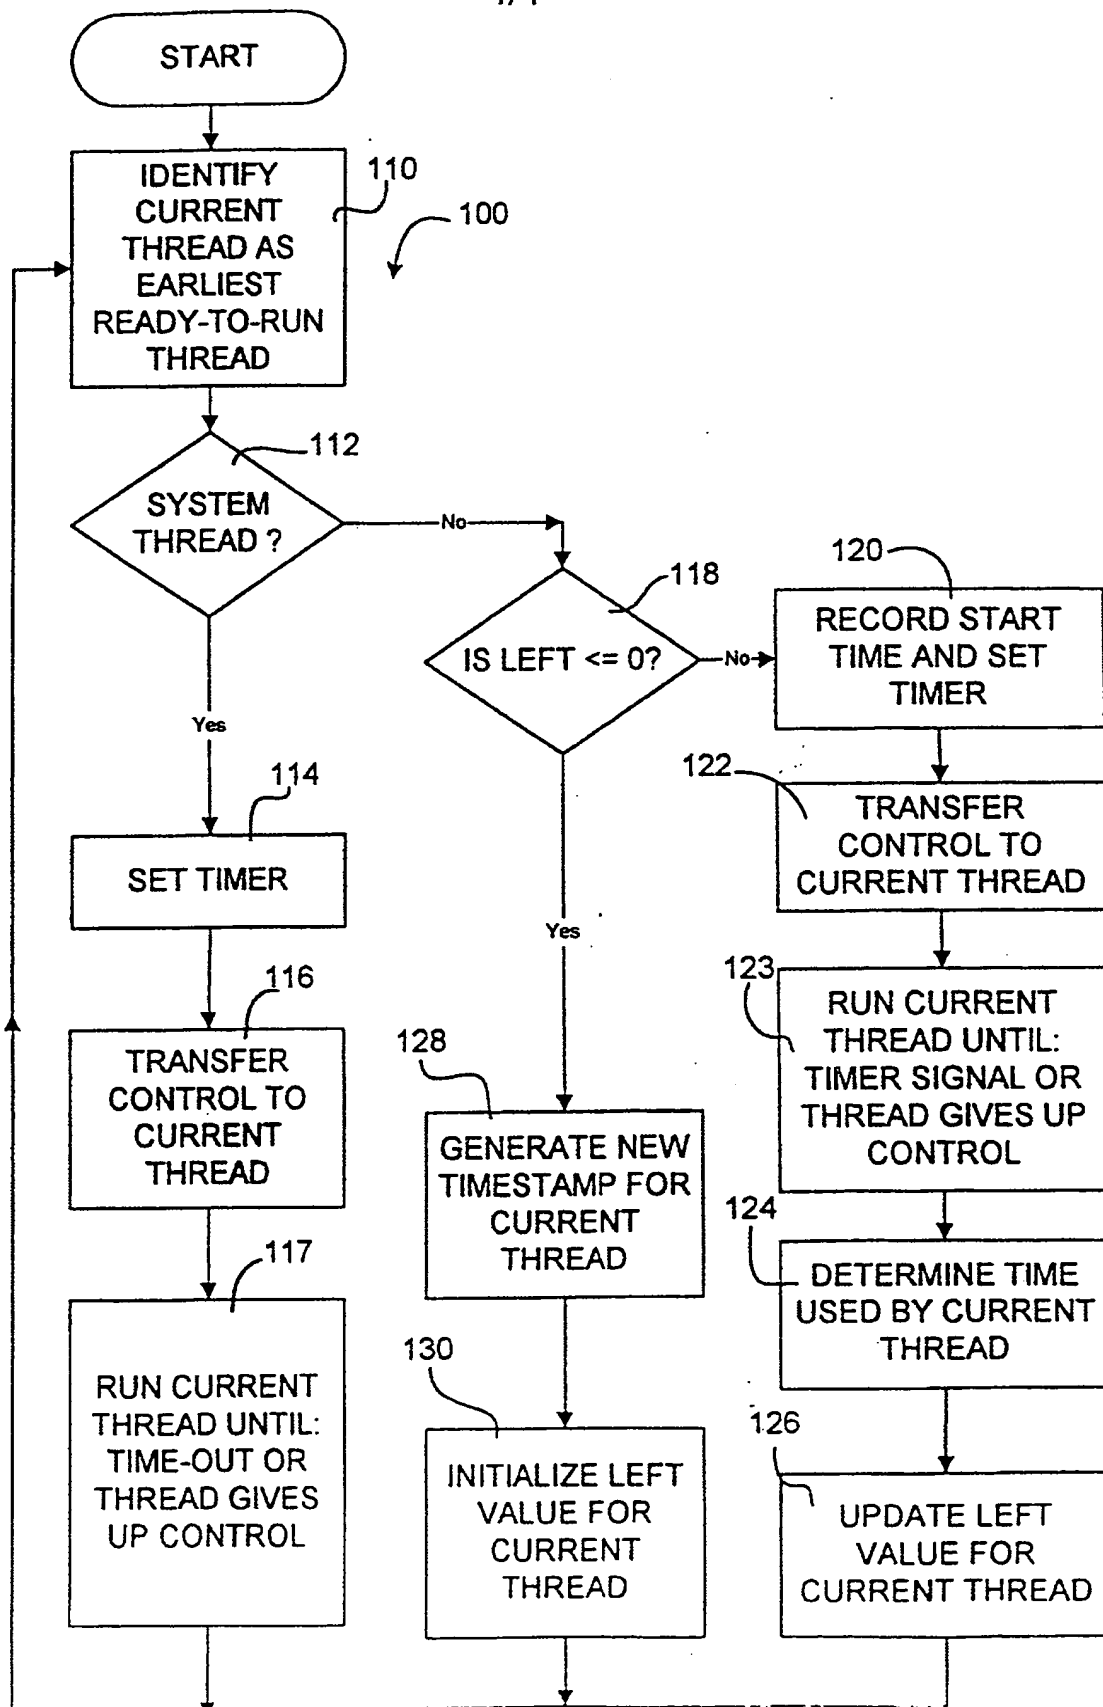 START
IDENTIFY
CURRENT
THREAD AS
EARLIEST
READY-TO-RUN
THREAD
110
100
112
SYSTEM
THREAD ?
No
118
IS LEFT <= 0?
No
120
RECORD START
TIME AND SET
TIMER
Yes
114
SET TIMER
122
TRANSFER
CONTROL TO
CURRENT THREAD
Yes
116
TRANSFER
CONTROL TO
CURRENT
THREAD
123
RUN CURRENT
THREAD UNTIL:
TIMER SIGNAL OR
THREAD GIVES UP
CONTROL
128
GENERATE NEW
TIMESTAMP FOR
CURRENT
THREAD
124
DETERMINE TIME
USED BY CURRENT
THREAD
117
RUN CURRENT
THREAD UNTIL:
TIME-OUT OR
THREAD GIVES
UP CONTROL
130
INITIALIZE LEFT
VALUE FOR
CURRENT
THREAD
126
UPDATE LEFT
VALUE FOR
CURRENT THREAD